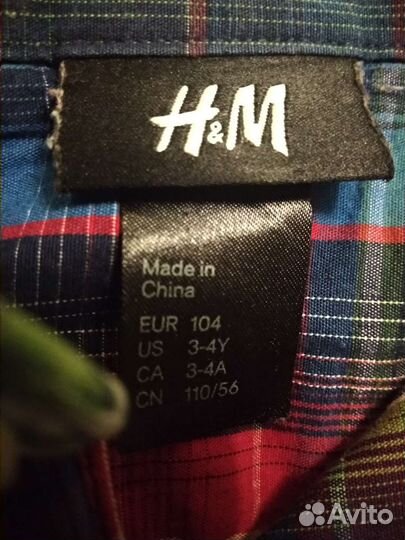 H&M
Made in
China
EUR 104
US 3-4Y
CA 3-4A
CN 110/56
Avito